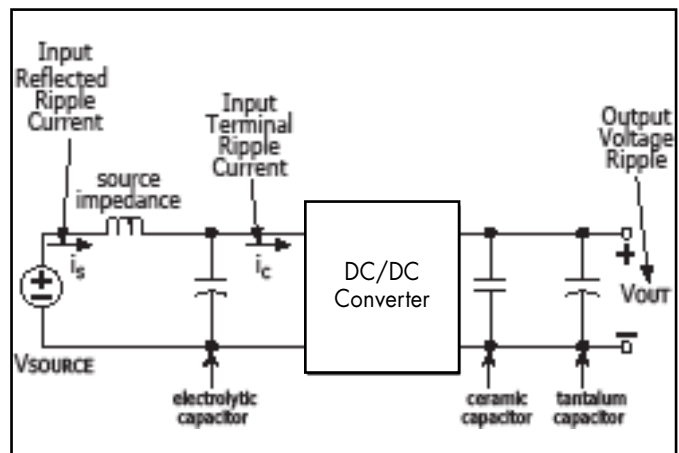 Input
Reflected
Ripple
Current
Input
Terminal
Ripple
Current
Output
Voltage
Ripple
source
impedance
is
ic
DC/DC
Converter
+
−
+
VOUT
−
VSOURCE
electrolytic
capacitor
ceramic
capacitor
tantalum
capacitor